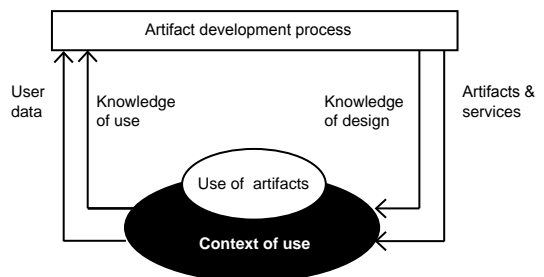 Artifact development process
User
data
Knowledge
of use
Knowledge
of design
Artifacts &
services
Use of artifacts
Context of use